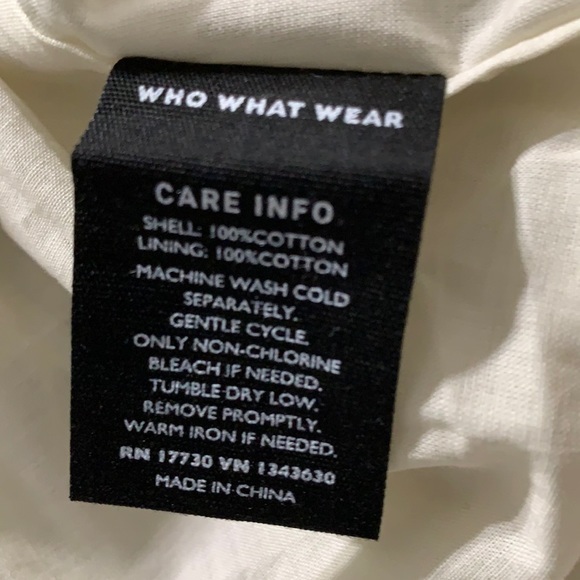 WHO WHAT WEAR
CARE INFO
SHELL: 100%COTTON
LINING: 100%COTTON
MACHINE WASH COLD
SEPARATELY.
GENTLE CYCLE.
ONLY NON-CHLORINE
BLEACH IF NEEDED.
TUMBLE DRY LOW.
REMOVE PROMPTLY.
WARM IRON IF NEEDED.
RN 17730 VN 1343630
MADE IN CHINA